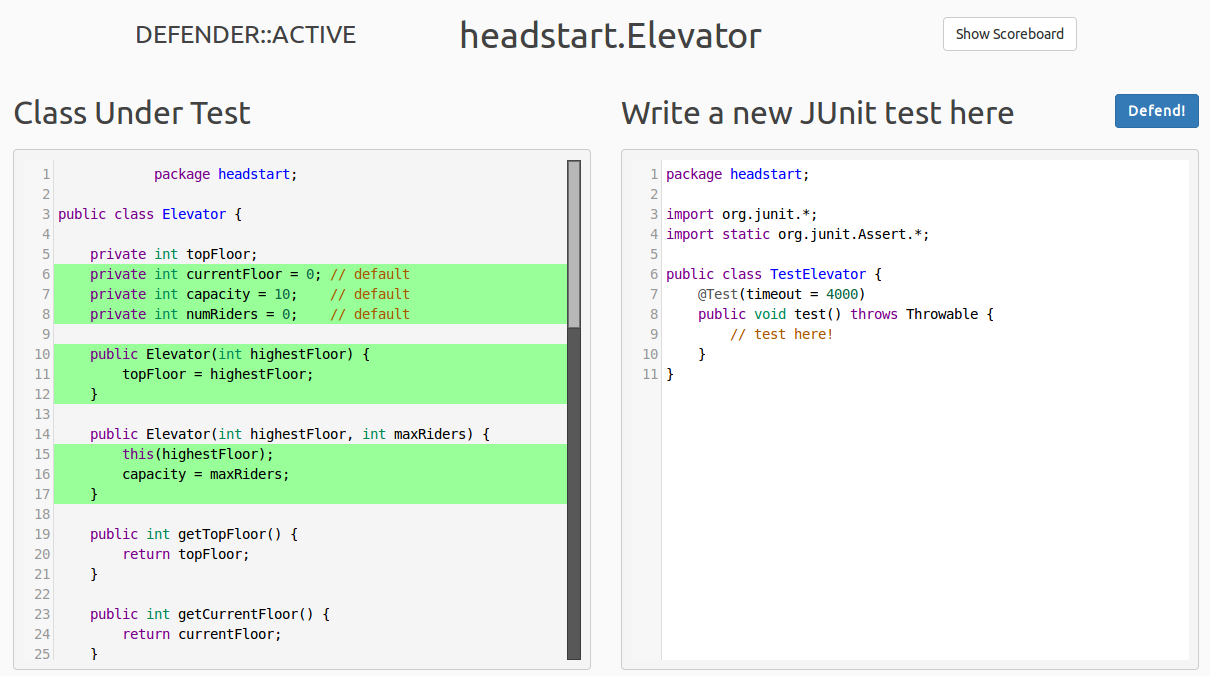 DEFENDER::ACTIVE
headstart.Elevator
Show Scoreboard
Class Under Test
1 package headstart;
2
3 public class Elevator {
4
5 private int topFloor;
6 private int currentFloor = 0; // default
7 private int capacity = 10; // default
8 private int numRiders = 0; // default
9
10 public Elevator(int highestFloor) {
11 topFloor = highestFloor;
12 }
13
14 public Elevator(int highestFloor, int maxRiders) {
15 this(highestFloor);
16 capacity = maxRiders;
17 }
18
19 public int getTopFloor() {
20 return topFloor;
21 }
22
23 public int getCurrentFloor() {
24 return currentFloor;
25 }
Write a new JUnit test here
Defend!
1 package headstart;
2
3 import org.junit.*;
4 import static org.junit.Assert.*;
5
6 public class TestElevator {
7 @Test(timeout = 4000)
8 public void test() throws Throwable {
9 // test here!
10 }
11 }